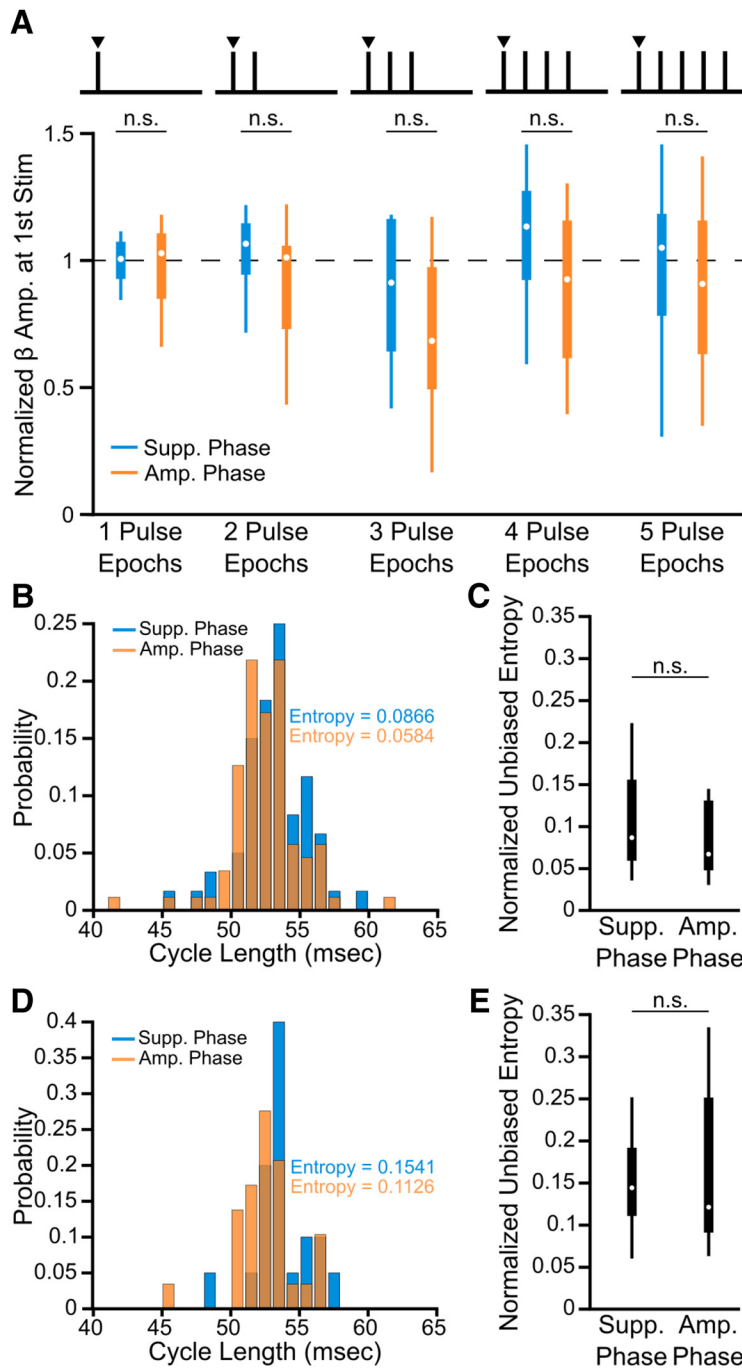 A
n.s. n.s. n.s. n.s. n.s.
Normalized β Amp. at 1st Stim
1.5
1
0.5
0
Supp. Phase
Amp. Phase
1 Pulse 2 Pulse 3 Pulse 4 Pulse 5 Pulse
Epochs Epochs Epochs Epochs Epochs
B
Probability
0.25
0.2
0.15
0.1
0.05
0
Supp. Phase
Amp. Phase
Entropy = 0.0866
Entropy = 0.0584
40 45 50 55 60 65
Cycle Length (msec)
C
Normalized Unbiased Entropy
0.35
0.3
0.25
0.2
0.15
0.1
0.05
0
n.s.
Supp. Amp.
Phase Phase
D
Probability
0.4
0.35
0.3
0.25
0.2
0.15
0.1
0.05
0
Supp. Phase
Amp. Phase
Entropy = 0.1541
Entropy = 0.1126
40 45 50 55 60 65
Cycle Length (msec)
E
Normalized Unbiased Entropy
0.35
0.3
0.25
0.2
0.15
0.1
0.05
0
n.s.
Supp. Amp.
Phase Phase